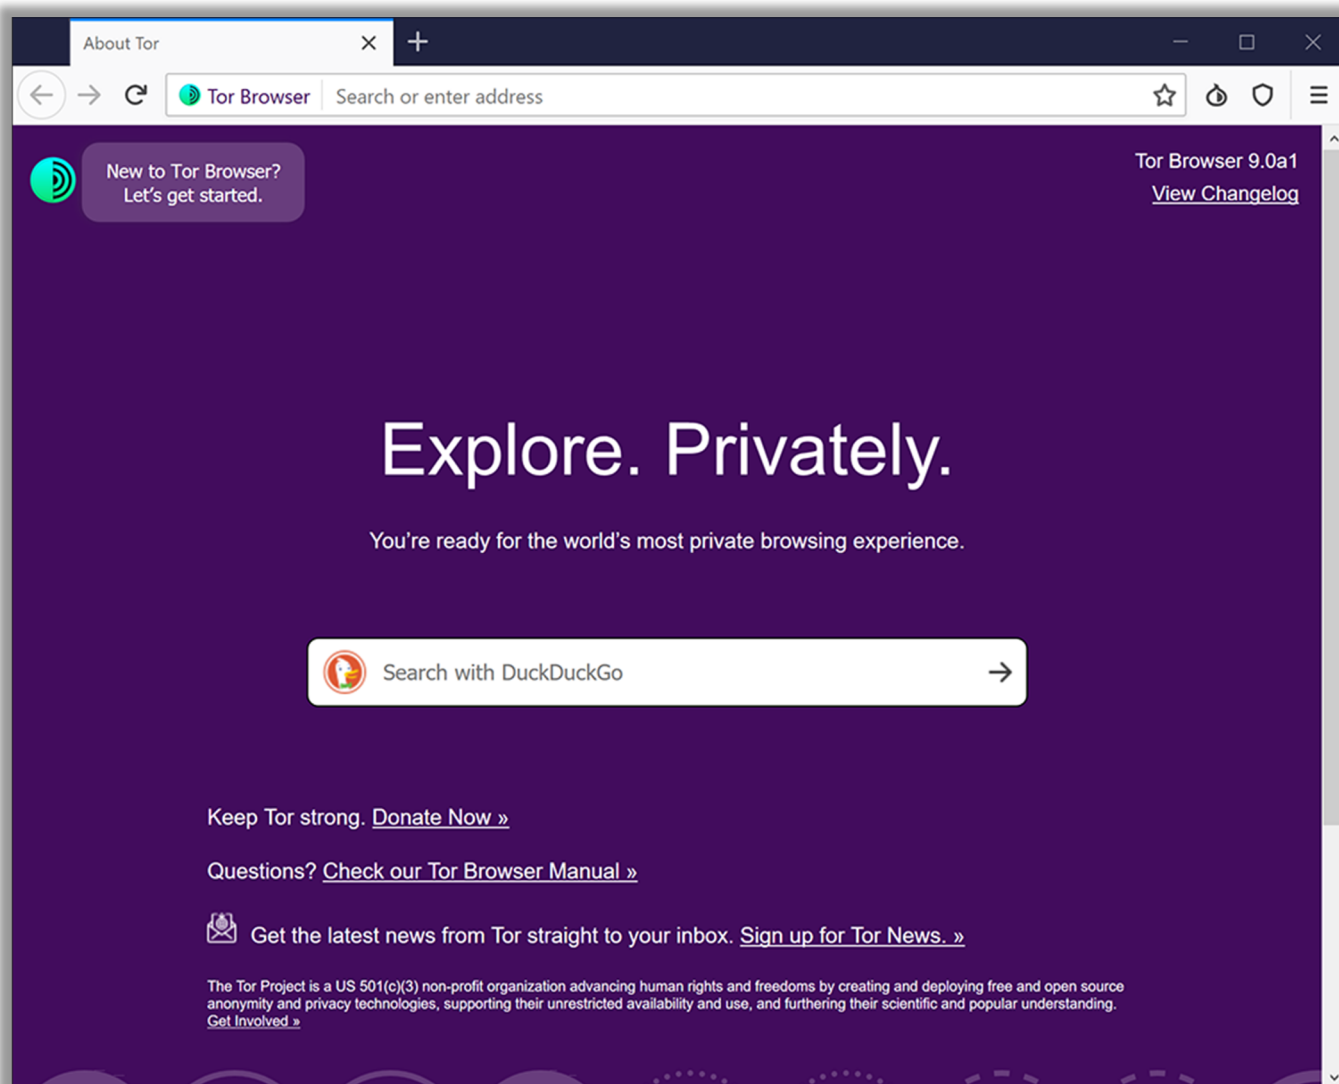 About Tor
Tor Browser
Search or enter address
New to Tor Browser?
Let’s get started.
Tor Browser 9.0a1
View Changelog
Explore. Privately.
You’re ready for the world’s most private browsing experience.
Search with DuckDuckGo
Keep Tor strong. Donate Now »
Questions? Check our Tor Browser Manual »
Get the latest news from Tor straight to your inbox. Sign up for Tor News. »
The Tor Project is a US 501(c)(3) non-profit organization advancing human rights and freedoms by creating and deploying free and open source
anonymity and privacy technologies, supporting their unrestricted availability and use, and furthering their scientific and popular understanding.
Get Involved »